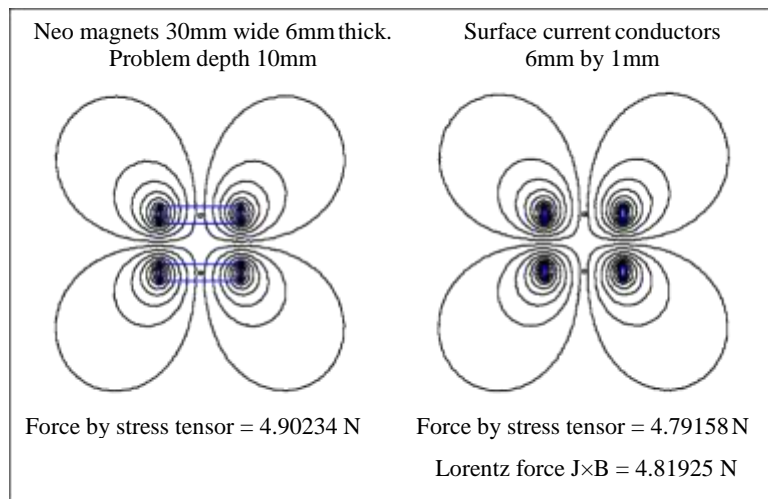 Neo magnets 30mm wide 6mm thick.
Problem depth 10mm
Surface current conductors
6mm by 1mm
Force by stress tensor = 4.90234 N
Force by stress tensor = 4.79158 N
Lorentz force J×B = 4.81925 N